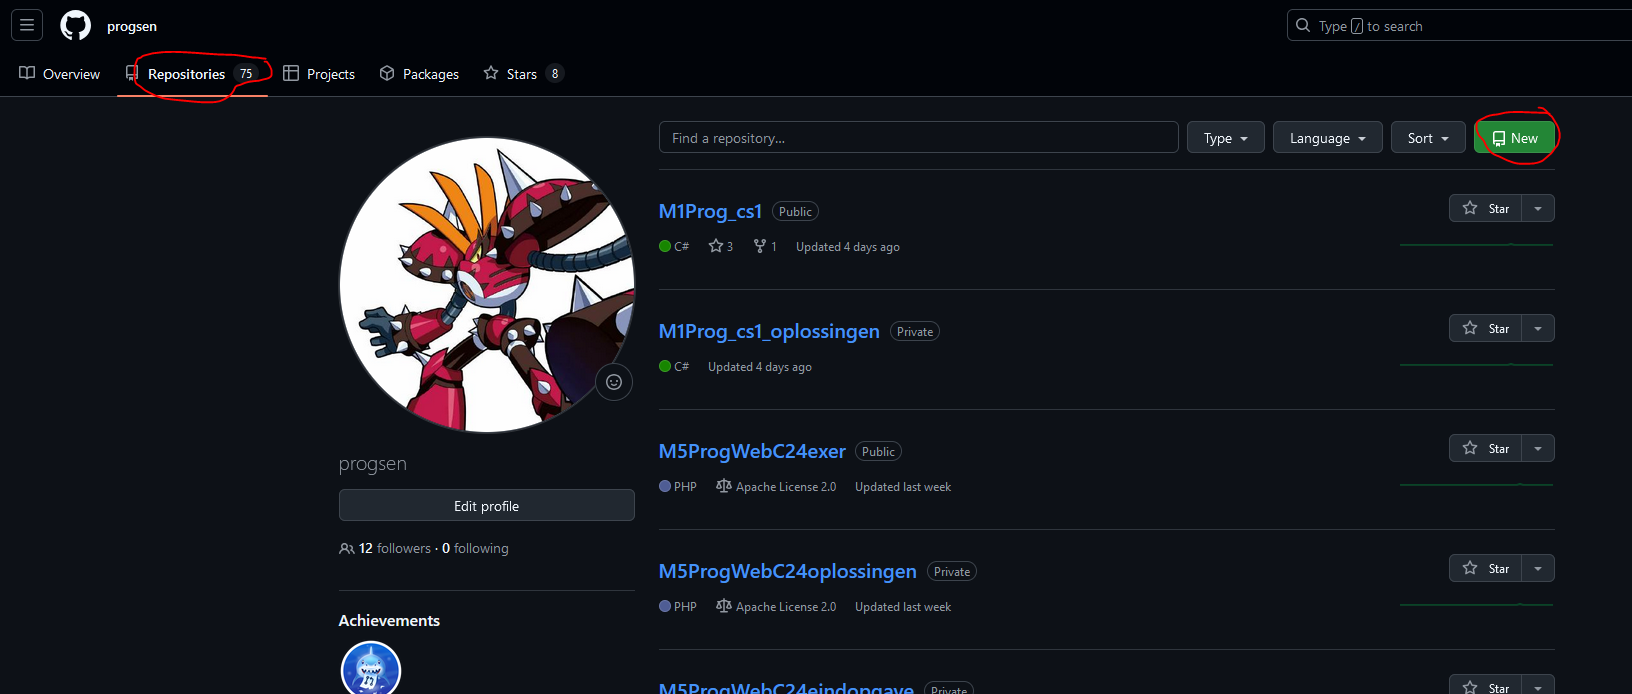 progsen
Type / to search
Overview Repositories 75 Projects Packages Stars 8
Find a repository... Type Language Sort New
M1Prog_cs1 Public Star
C# 3 1 Updated 4 days ago
M1Prog_cs1_oplossingen Private Star
C# Updated 4 days ago
M5ProgWebC24exer Public Star
PHP Apache License 2.0 Updated last week
M5ProgWebC24oplossingen Private Star
PHP Apache License 2.0 Updated last week
M5ProgWebC24eindopgave Private Star
progsen
Edit profile
12 followers · 0 following
Achievements